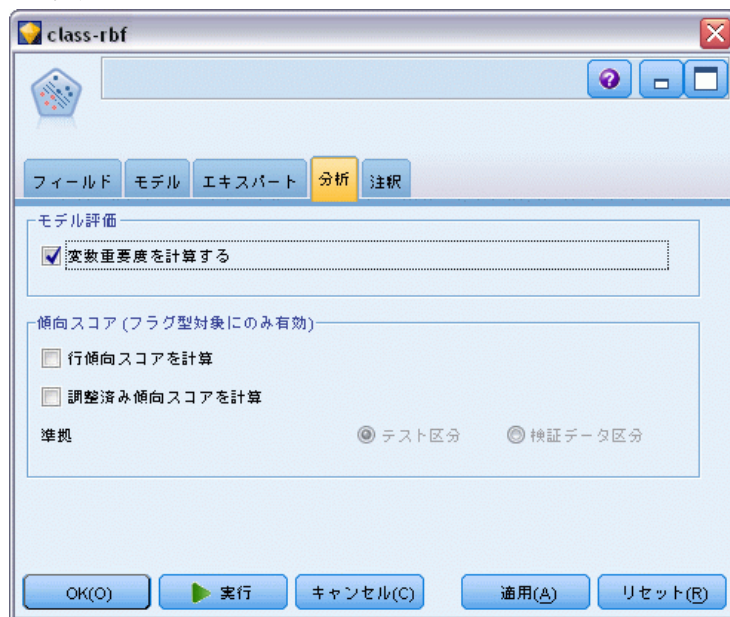 class-rbf
フィールド モデル エキスパート 分析 注釈
モデル評価
変数重要度を計算する
傾向スコア (フラグ型対象にのみ有効)
行傾向スコアを計算
調整済み傾向スコアを計算
準拠 テスト区分 検証データ区分
OK(O) 実行 キャンセル(C) 適用(A) リセット(R)